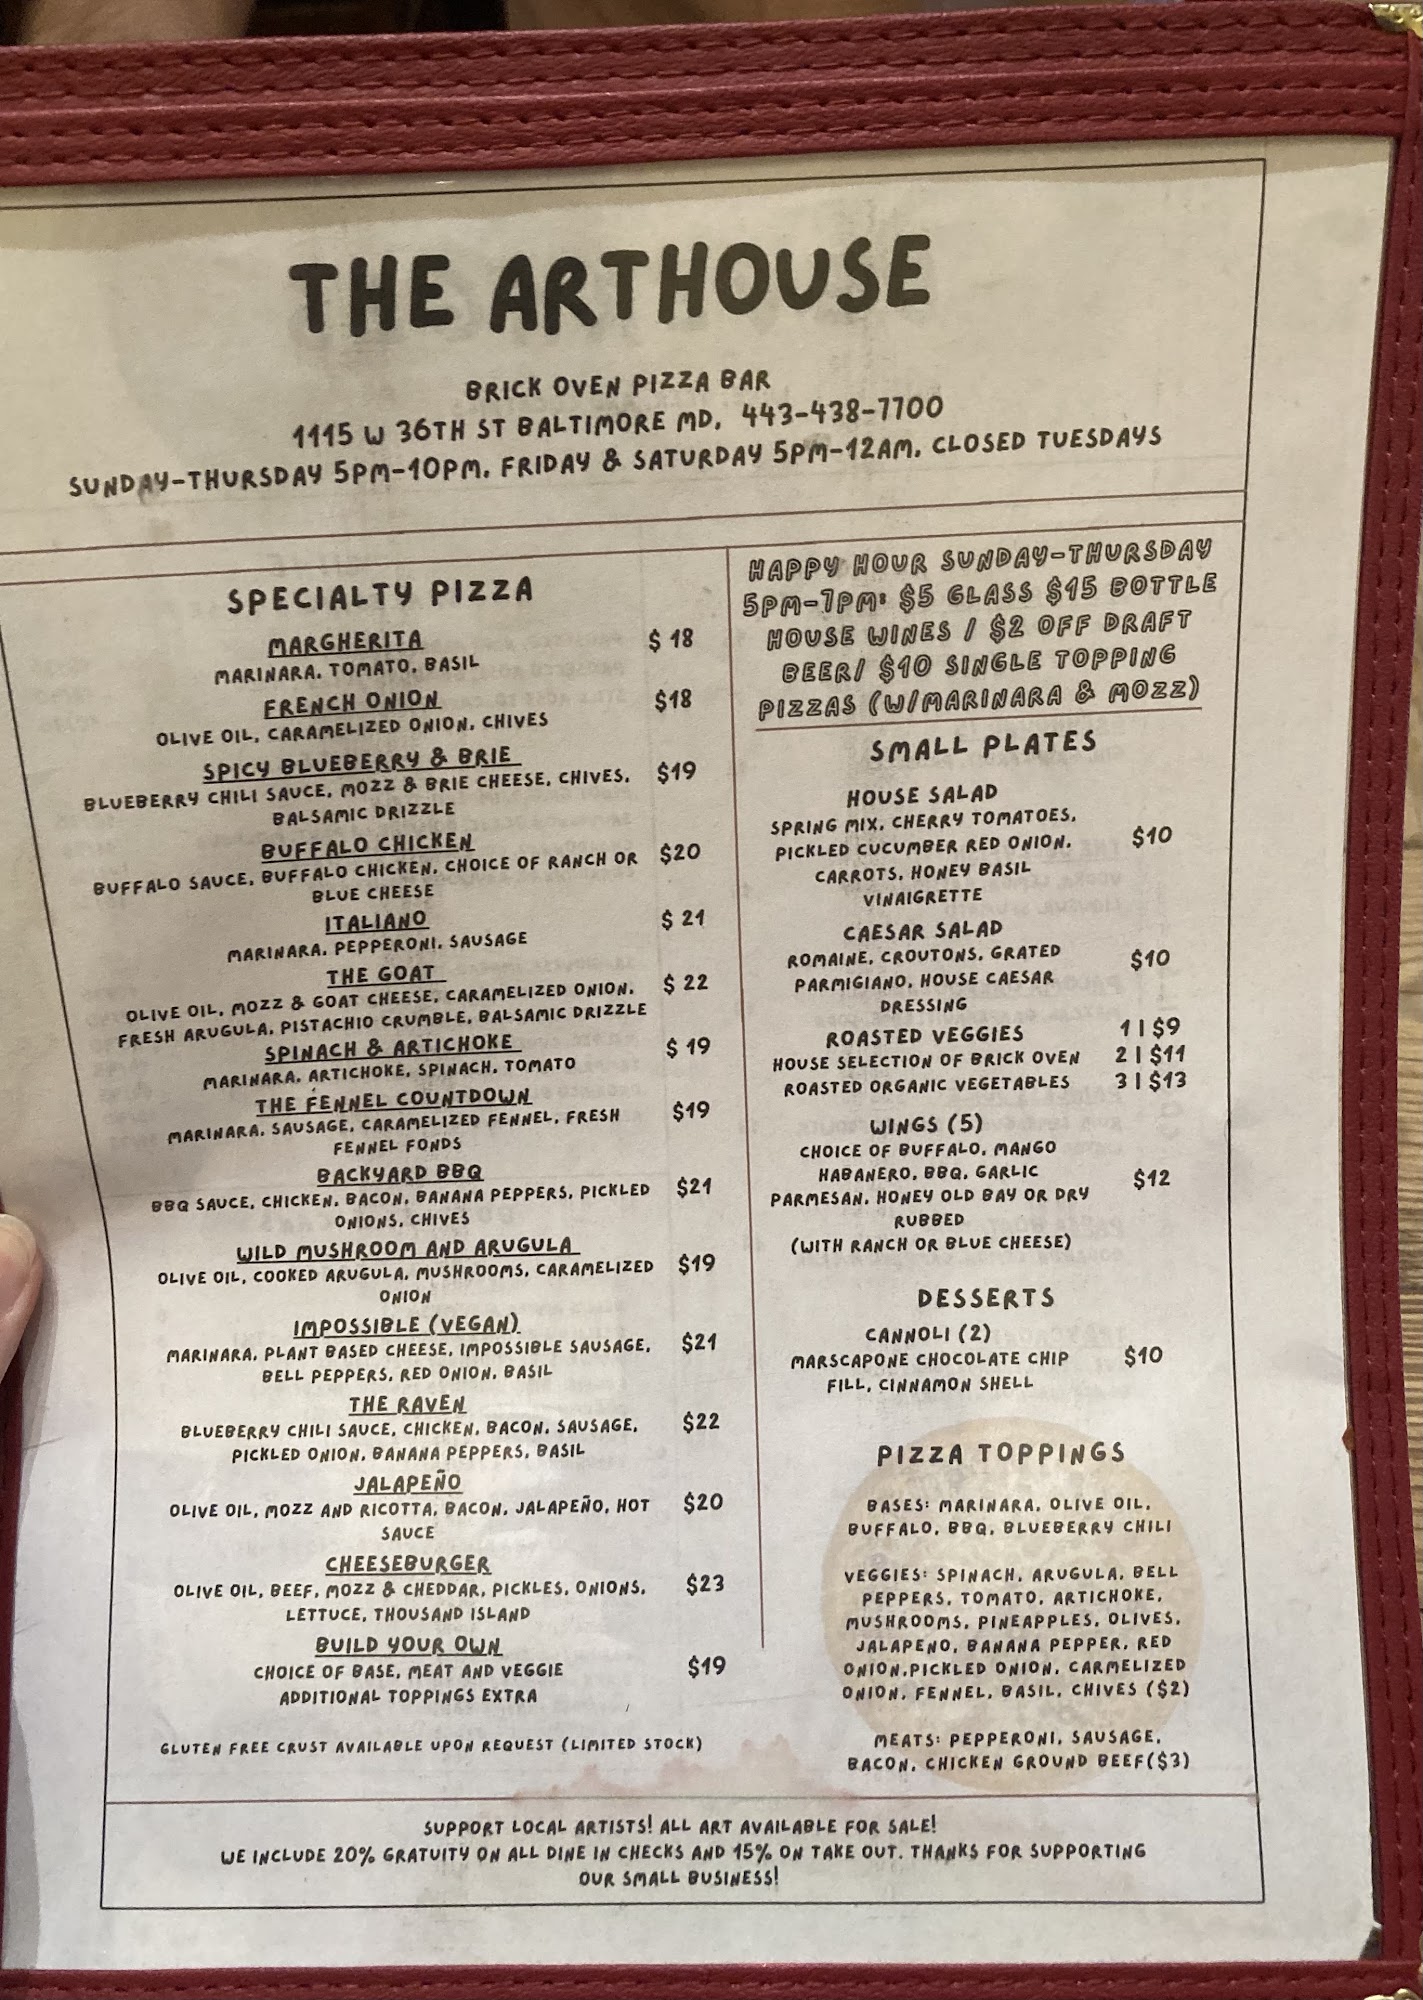 THE ARTHOUSE
BRICK OVEN PIZZA BAR
1115 W 36TH ST BALTIMORE MD, 443-438-7700
SUNDAY-THURSDAY 5PM-10PM, FRIDAY & SATURDAY 5PM-12AM, CLOSED TUESDAYS
SPECIALTY PIZZA
MARGHERITA $ 18
MARINARA, TOMATO, BASIL
FRENCH ONION $18
OLIVE OIL, CARAMELIZED ONION, CHIVES
SPICY BLUEBERRY & BRIE
BLUEBERRY CHILI SAUCE, MOZZ & BRIE CHEESE, CHIVES, $19
BALSAMIC DRIZZLE
BUFFALO CHICKEN
BUFFALO SAUCE, BUFFALO CHICKEN, CHOICE OF RANCH OR $20
BLUE CHEESE
ITALIANO $ 21
MARINARA, PEPPERONI, SAUSAGE
THE GOAT
OLIVE OIL, MOZZ & GOAT CHEESE, CARAMELIZED ONION, $ 22
FRESH ARUGULA, PISTACHIO CRUMBLE, BALSAMIC DRIZZLE
SPINACH & ARTICHOKE $ 19
MARINARA, ARTICHOKE, SPINACH, TOMATO
THE FENNEL COUNTDOWN
MARINARA, SAUSAGE, CARAMELIZED FENNEL, FRESH $19
FENNEL FONDS
BACKYARD BBQ
BBQ SAUCE, CHICKEN, BACON, BANANA PEPPERS, PICKLED $21
ONIONS, CHIVES
WILD MUSHROOM AND ARUGULA
OLIVE OIL, COOKED ARUGULA, MUSHROOMS, CARAMELIZED $19
ONION
IMPOSSIBLE (VEGAN)
MARINARA, PLANT BASED CHEESE, IMPOSSIBLE SAUSAGE, $21
BELL PEPPERS, RED ONION, BASIL
THE RAVEN
BLUEBERRY CHILI SAUCE, CHICKEN, BACON, SAUSAGE, $22
PICKLED ONION, BANANA PEPPERS, BASIL
JALAPEÑO
OLIVE OIL, MOZZ AND RICOTTA, BACON, JALAPEÑO, HOT $20
SAUCE
CHEESEBURGER
OLIVE OIL, BEEF, MOZZ & CHEDDAR, PICKLES, ONIONS, $23
LETTUCE, THOUSAND ISLAND
BUILD YOUR OWN
CHOICE OF BASE, MEAT AND VEGGIE $19
ADDITIONAL TOPPINGS EXTRA
GLUTEN FREE CRUST AVAILABLE UPON REQUEST (LIMITED STOCK)
HAPPY HOUR SUNDAY-THURSDAY
5PM-7PM: $5 GLASS $15 BOTTLE
HOUSE WINES / $2 OFF DRAFT
BEER/ $10 SINGLE TOPPING
PIZZAS (W/MARINARA & MOZZ)
SMALL PLATES
HOUSE SALAD
SPRING MIX, CHERRY TOMATOES,
PICKLED CUCUMBER RED ONION, $10
CARROTS, HONEY BASIL
VINAIGRETTE
CAESAR SALAD
ROMAINE, CROUTONS, GRATED $10
PARMIGIANO, HOUSE CAESAR
DRESSING
ROASTED VEGGIES 1 | $9
HOUSE SELECTION OF BRICK OVEN 2 | $11
ROASTED ORGANIC VEGETABLES 3 | $13
WINGS (5)
CHOICE OF BUFFALO, MANGO
HABANERO, BBQ, GARLIC $12
PARMESAN, HONEY OLD BAY OR DRY
RUBBED
(WITH RANCH OR BLUE CHEESE)
DESSERTS
CANNOLI (2)
MARSCAPONE CHOCOLATE CHIP $10
FILL, CINNAMON SHELL
PIZZA TOPPINGS
BASES: MARINARA, OLIVE OIL,
BUFFALO, BBQ, BLUEBERRY CHILI
VEGGIES: SPINACH, ARUGULA, BELL
PEPPERS, TOMATO, ARTICHOKE,
MUSHROOMS, PINEAPPLES, OLIVES,
JALAPENO, BANANA PEPPER, RED
ONION,PICKLED ONION, CARMELIZED
ONION, FENNEL, BASIL, CHIVES ($2)
MEATS: PEPPERONI, SAUSAGE,
BACON, CHICKEN GROUND BEEF($3)
SUPPORT LOCAL ARTISTS! ALL ART AVAILABLE FOR SALE!
WE INCLUDE 20% GRATUITY ON ALL DINE IN CHECKS AND 15% ON TAKE OUT. THANKS FOR SUPPORTING
OUR SMALL BUSINESS!